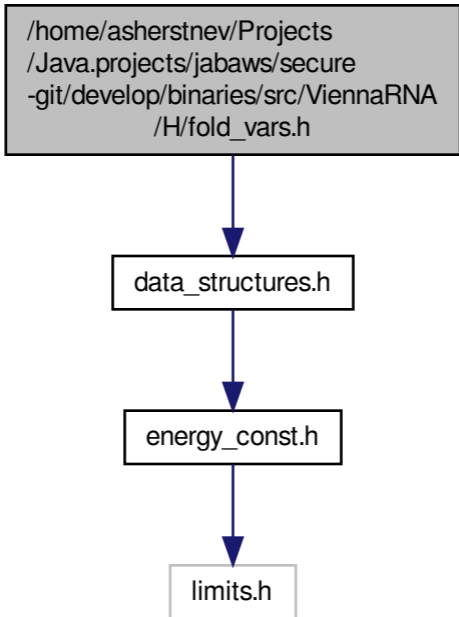 /home/asherstnev/Projects
/Java.projects/jabaws/secure
-git/develop/binaries/src/ViennaRNA
/H/fold_vars.h
data_structures.h
energy_const.h
limits.h